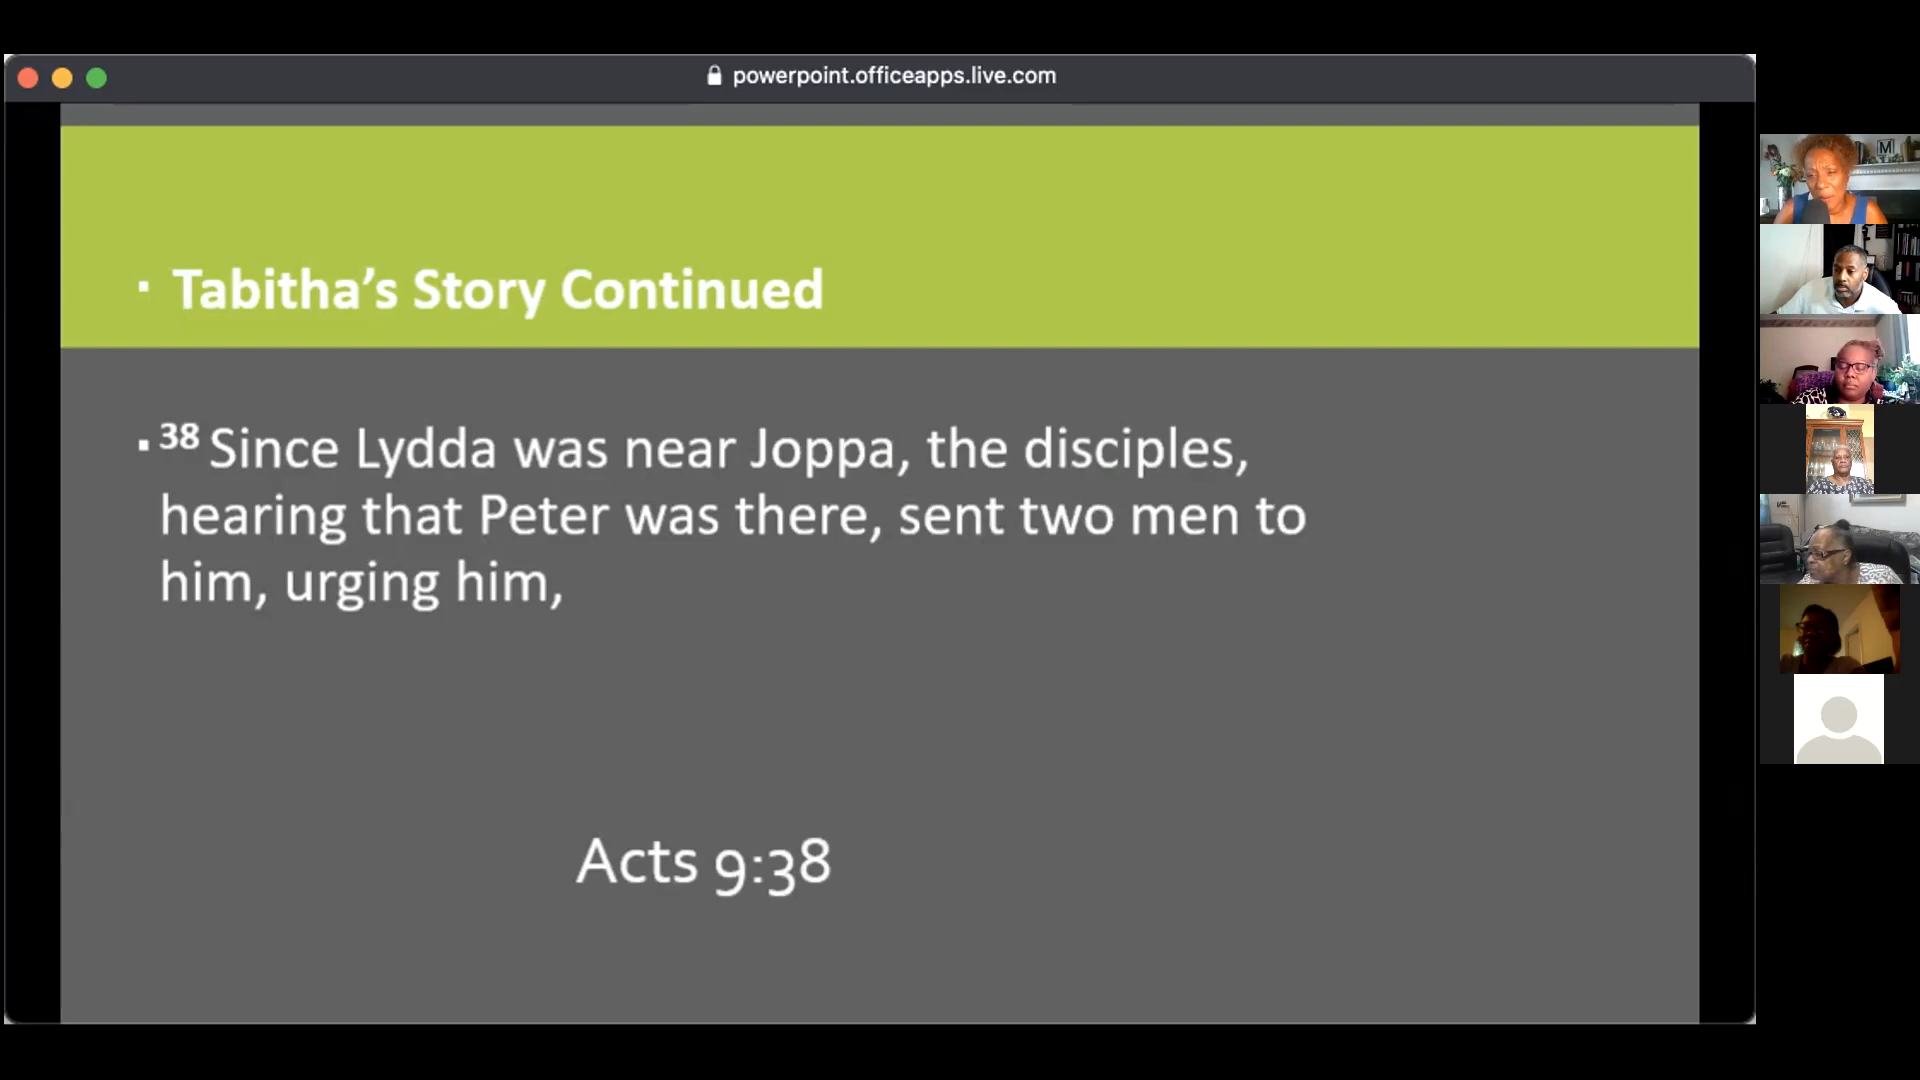 powerpoint.officeapps.live.com
▪ Tabitha’s Story Continued
▪ 38 Since Lydda was near Joppa, the disciples,
hearing that Peter was there, sent two men to
him, urging him,
Acts 9:38
M